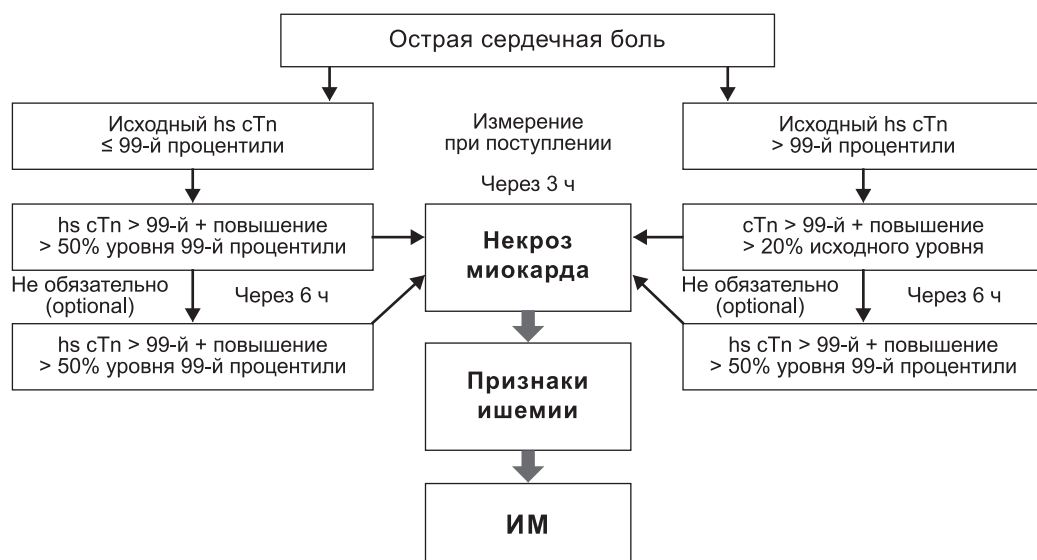 Острая сердечная боль
Исходный hs cTn
≤ 99-й процентили
Измерение
при поступлении
Исходный hs cTn
> 99-й процентили
Через 3 ч
hs cTn > 99-й + повышение
> 50% уровня 99-й процентили
Некроз
миокарда
cTn > 99-й + повышение
> 20% исходного уровня
Не обязательно
(optional)
Через 6 ч
Не обязательно
(optional)
Через 6 ч
hs cTn > 99-й + повышение
> 50% уровня 99-й процентили
hs cTn > 99-й + повышение
> 50% уровня 99-й процентили
Признаки
ишемии
ИМ